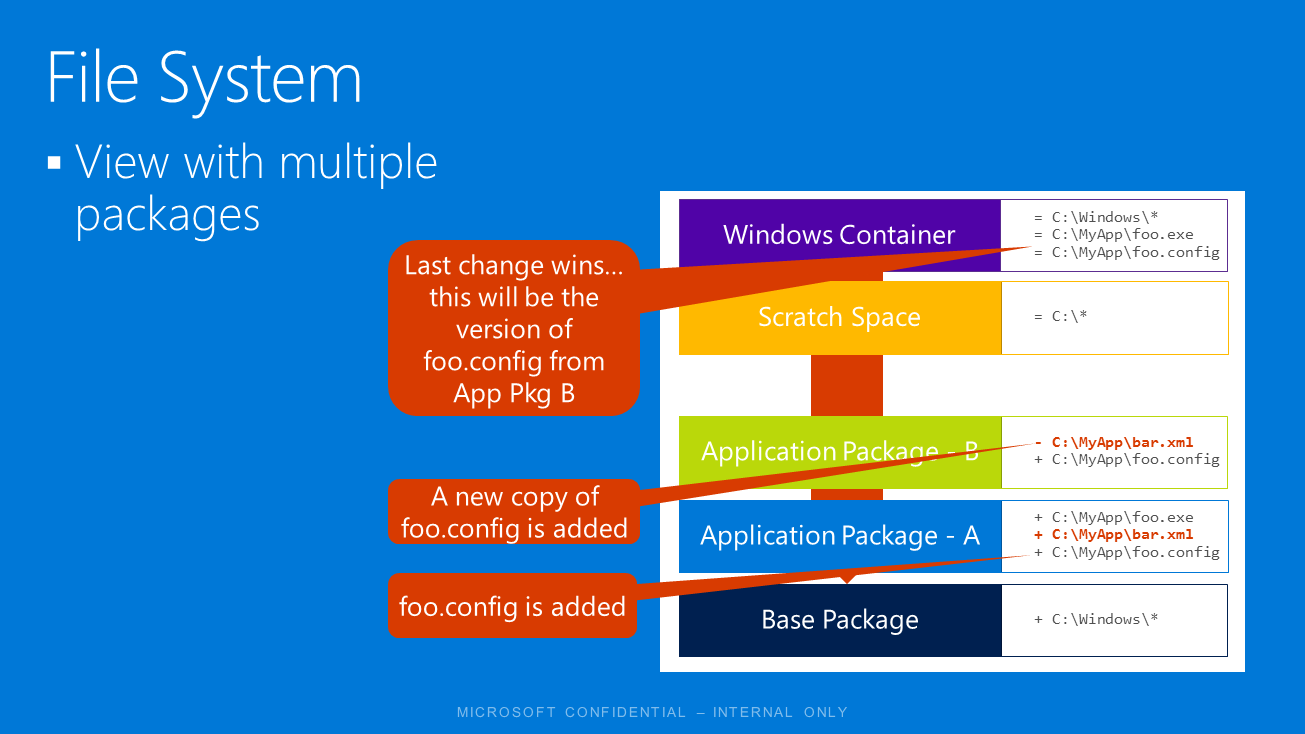 File System
▪ View with multiple
packages
Windows Container
= C:\Windows\*
= C:\MyApp\foo.exe
= C:\MyApp\foo.config
Last change wins...
this will be the
version of
foo.config from
App Pkg B
Scratch Space
= C:\*
Application Package - B
- C:\MyApp\bar.xml
+ C:\MyApp\foo.config
A new copy of
foo.config is added
Application Package - A
+ C:\MyApp\foo.exe
+ C:\MyApp\bar.xml
+ C:\MyApp\foo.config
foo.config is added
Base Package
+ C:\Windows\*
MICROSOFT CONFIDENTIAL – INTERNAL ONLY